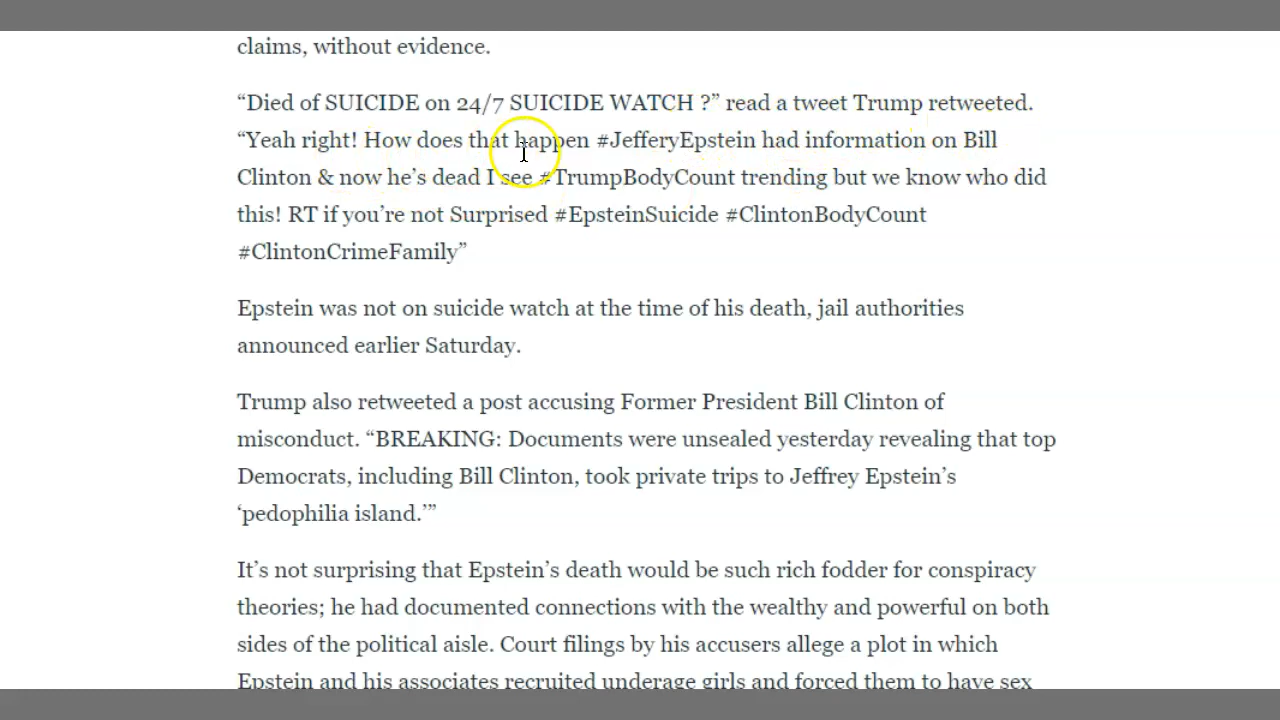 claims, without evidence.
“Died of SUICIDE on 24/7 SUICIDE WATCH ?” read a tweet Trump retweeted.
“Yeah right! How does that happen #JefferyEpstein had information on Bill
Clinton & now he’s dead I see #TrumpBodyCount trending but we know who did
this! RT if you’re not Surprised #EpsteinSuicide #ClintonBodyCount
#ClintonCrimeFamily”
Epstein was not on suicide watch at the time of his death, jail authorities
announced earlier Saturday.
Trump also retweeted a post accusing Former President Bill Clinton of
misconduct. “BREAKING: Documents were unsealed yesterday revealing that top
Democrats, including Bill Clinton, took private trips to Jeffrey Epstein’s
‘pedophilia island.’”
It’s not surprising that Epstein’s death would be such rich fodder for conspiracy
theories; he had documented connections with the wealthy and powerful on both
sides of the political aisle. Court filings by his accusers allege a plot in which
Epstein and his associates recruited underage girls and forced them to have sex